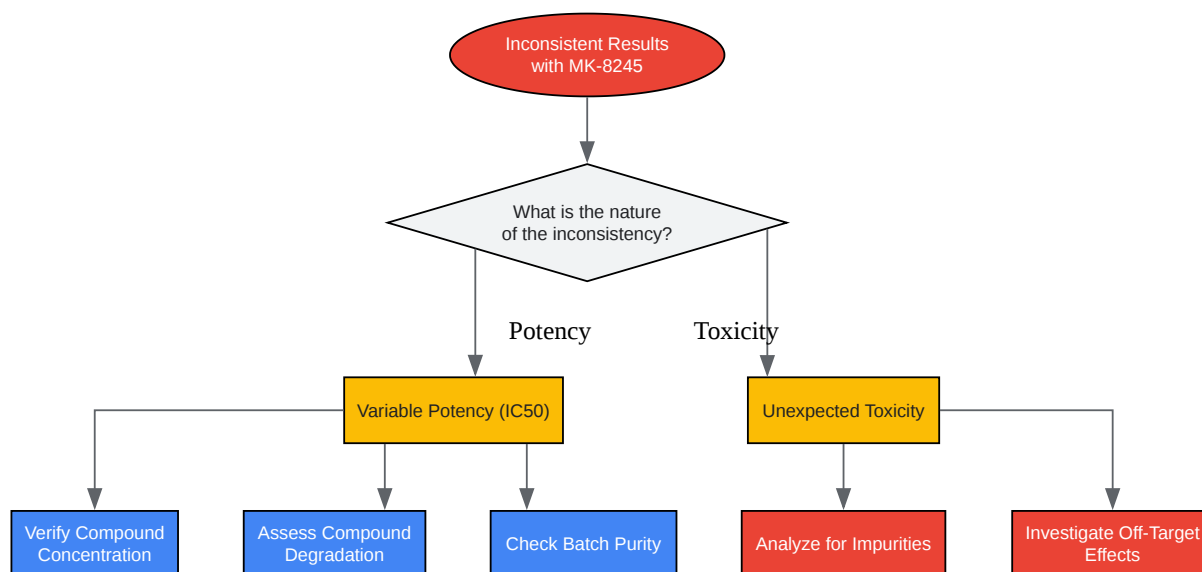 Inconsistent Results
with MK-8245
What is the nature
of the inconsistency?
Potency
Toxicity
Variable Potency (IC50)
Unexpected Toxicity
Verify Compound
Concentration
Assess Compound
Degradation
Check Batch Purity
Analyze for Impurities
Investigate Off-Target
Effects